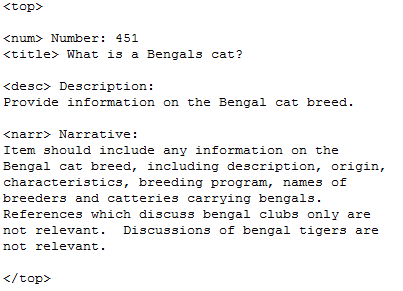 <top>
<num> Number: 451
<title> What is a Bengals cat?
<desc> Description:
Provide information on the Bengal cat breed.
<narr> Narrative:
Item should include any information on the
Bengal cat breed, including description, origin,
characteristics, breeding program, names of
breeders and catteries carrying bengals.
References which discuss bengal clubs only are
not relevant.  Discussions of bengal tigers are
not relevant.
</top>